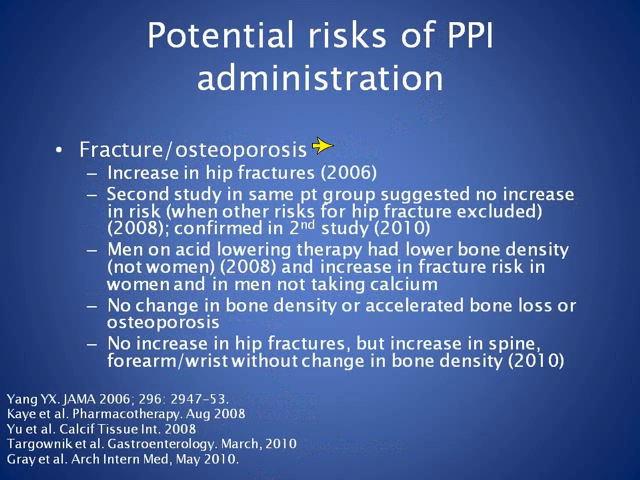 Potential risks of PPI
administration
• Fracture/osteoporosis
– Increase in hip fractures (2006)
– Second study in same pt group suggested no increase
in risk (when other risks for hip fracture excluded)
(2008); confirmed in 2nd study (2010)
– Men on acid lowering therapy had lower bone density
(not women) (2008) and increase in fracture risk in
women and in men not taking calcium
– No change in bone density or accelerated bone loss or
osteoporosis
– No increase in hip fractures, but increase in spine,
forearm/wrist without change in bone density (2010)
Yang YX. JAMA 2006; 296: 2947-53.
Kaye et al. Pharmacotherapy. Aug 2008
Yu et al. Calcif Tissue Int. 2008
Targownik et al. Gastroenterology. March, 2010
Gray et al. Arch Intern Med, May 2010.